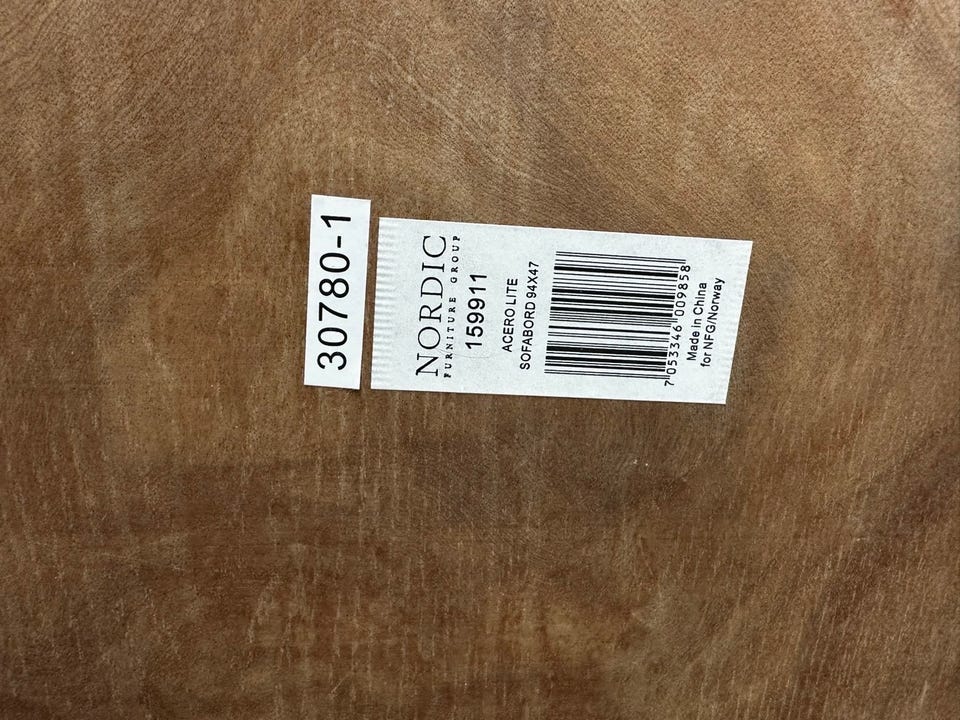 30780-1
NORDIC
FURNITURE GROUP
159911
ACERO LITE
SOFABORD 94X47
7 053346 009858
Made in China
for NFG/Norway